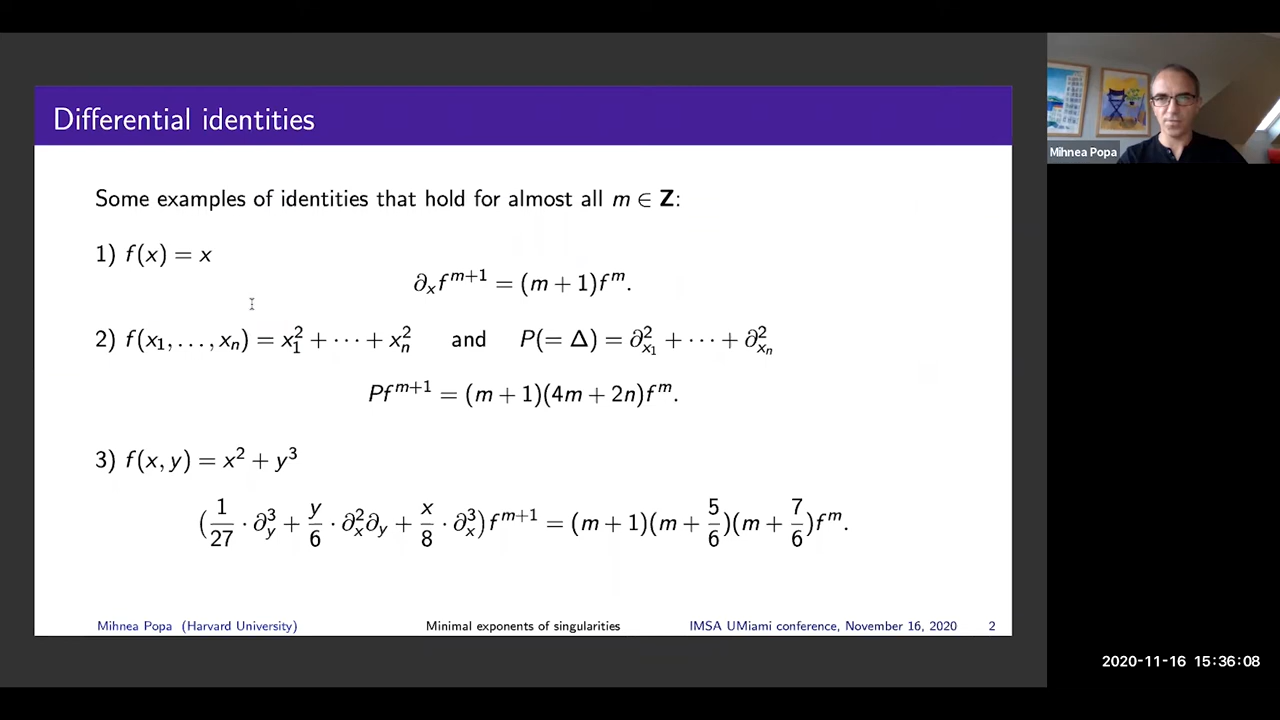 Differential identities
Some examples of identities that hold for almost all m ∈ Z:
1) f(x) = x
∂ₓf^{m+1} = (m + 1)f^m.
2) f(x₁, . . . , xₙ) = x₁² + · · · + xₙ² and P(= Δ) = ∂²_{x₁} + · · · + ∂²_{xₙ}
Pf^{m+1} = (m + 1)(4m + 2n)f^m.
3) f(x, y) = x² + y³
(1/27 · ∂_y³ + y/6 · ∂_x²∂_y + x/8 · ∂_x³)f^{m+1} = (m + 1)(m + 5/6)(m + 7/6)f^m.
Mihnea Popa (Harvard University) Minimal exponents of singularities IMSA UMiami conference, November 16, 2020 2
Mihnea Popa
2020-11-16 15:36:08